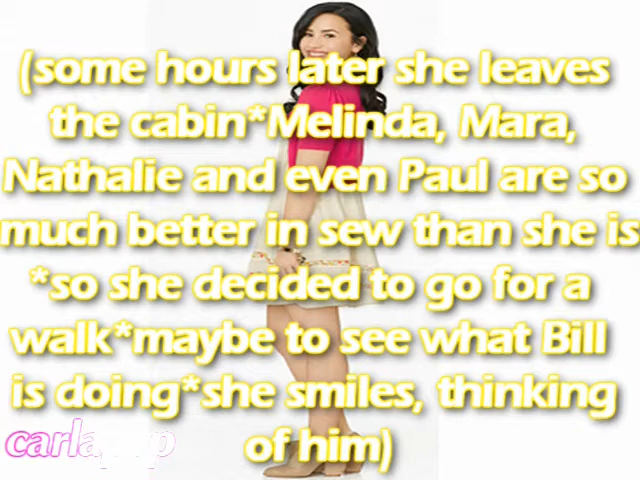 (some hours later she leaves
the cabin*Melinda, Mara,
Nathalie and even Paul are so
much better in sew than she is
*so she decided to go for a
walk*maybe to see what Bill
is doing*she smiles, thinking
of him)